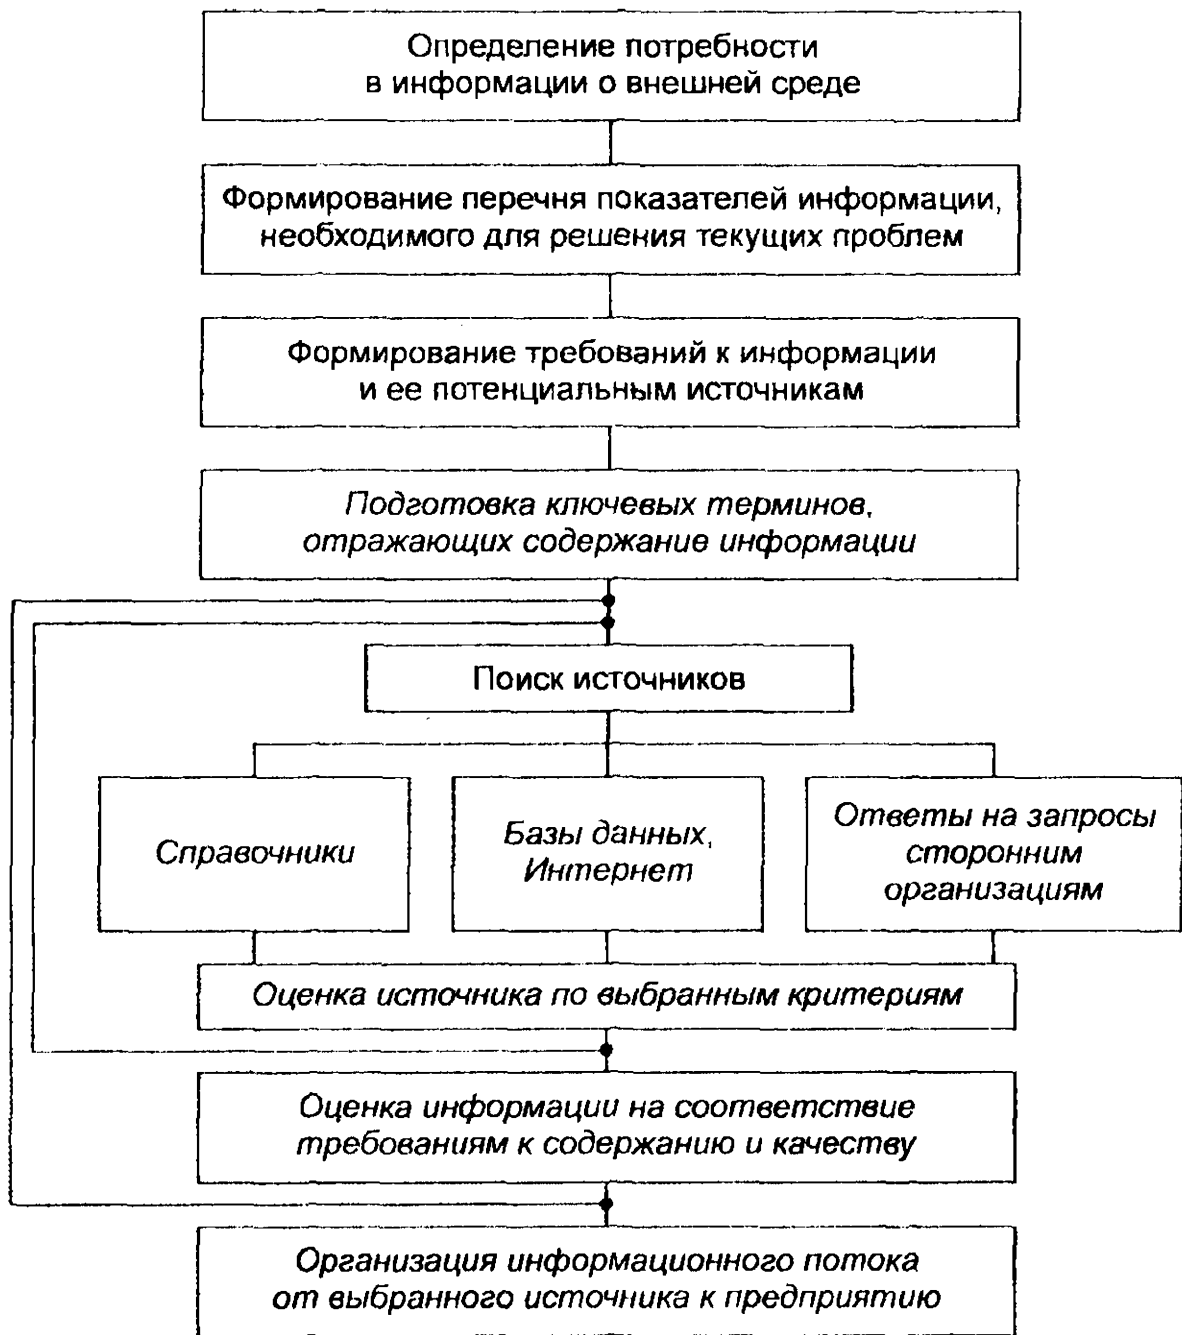 Определение потребности
в информации о внешней среде
Формирование перечня показателей информации,
необходимого для решения текущих проблем
Формирование требований к информации
и ее потенциальным источникам
Подготовка ключевых терминов,
отражающих содержание информации
Поиск источников
Справочники
Базы данных,
Интернет
Ответы на запросы
сторонним
организациям
Оценка источника по выбранным критериям
Оценка информации на соответствие
требованиям к содержанию и качеству
Организация информационного потока
от выбранного источника к предприятию